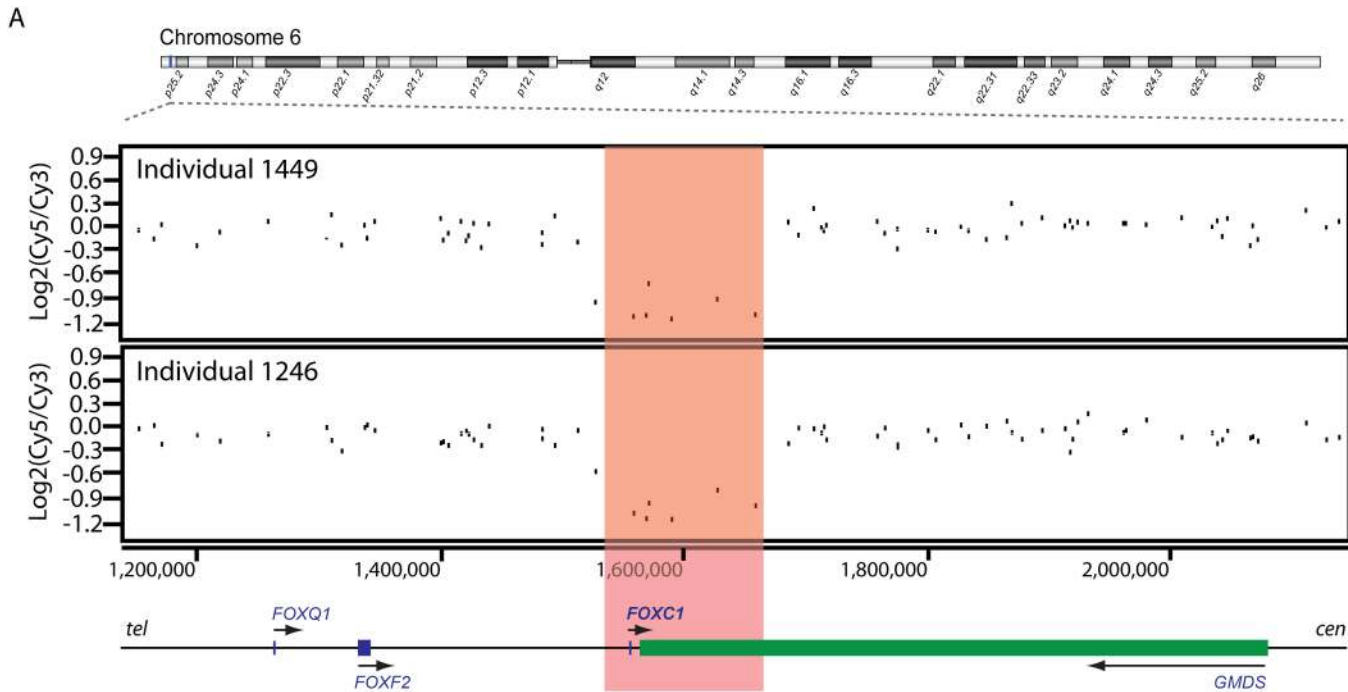 A
Chromosome 6
p25.2 p24.3 p24.1 p22.3 p22.1 p21.32 p21.2 p12.3 p12.1 q12 q14.1 q14.3 q16.1 q16.3 q22.1 q22.31 q22.33 q23.2 q24.1 q24.3 q25.2 q26
Individual 1449
Log2(Cy5/Cy3)
0.9
0.6
0.3
0.0
-0.3
-0.6
-0.9
-1.2
Individual 1246
Log2(Cy5/Cy3)
0.9
0.6
0.3
0.0
-0.3
-0.6
-0.9
-1.2
1,200,000 1,400,000 1,600,000 1,800,000 2,000,000
FOXQ1 FOXC1
tel cen
FOXF2 GMDS